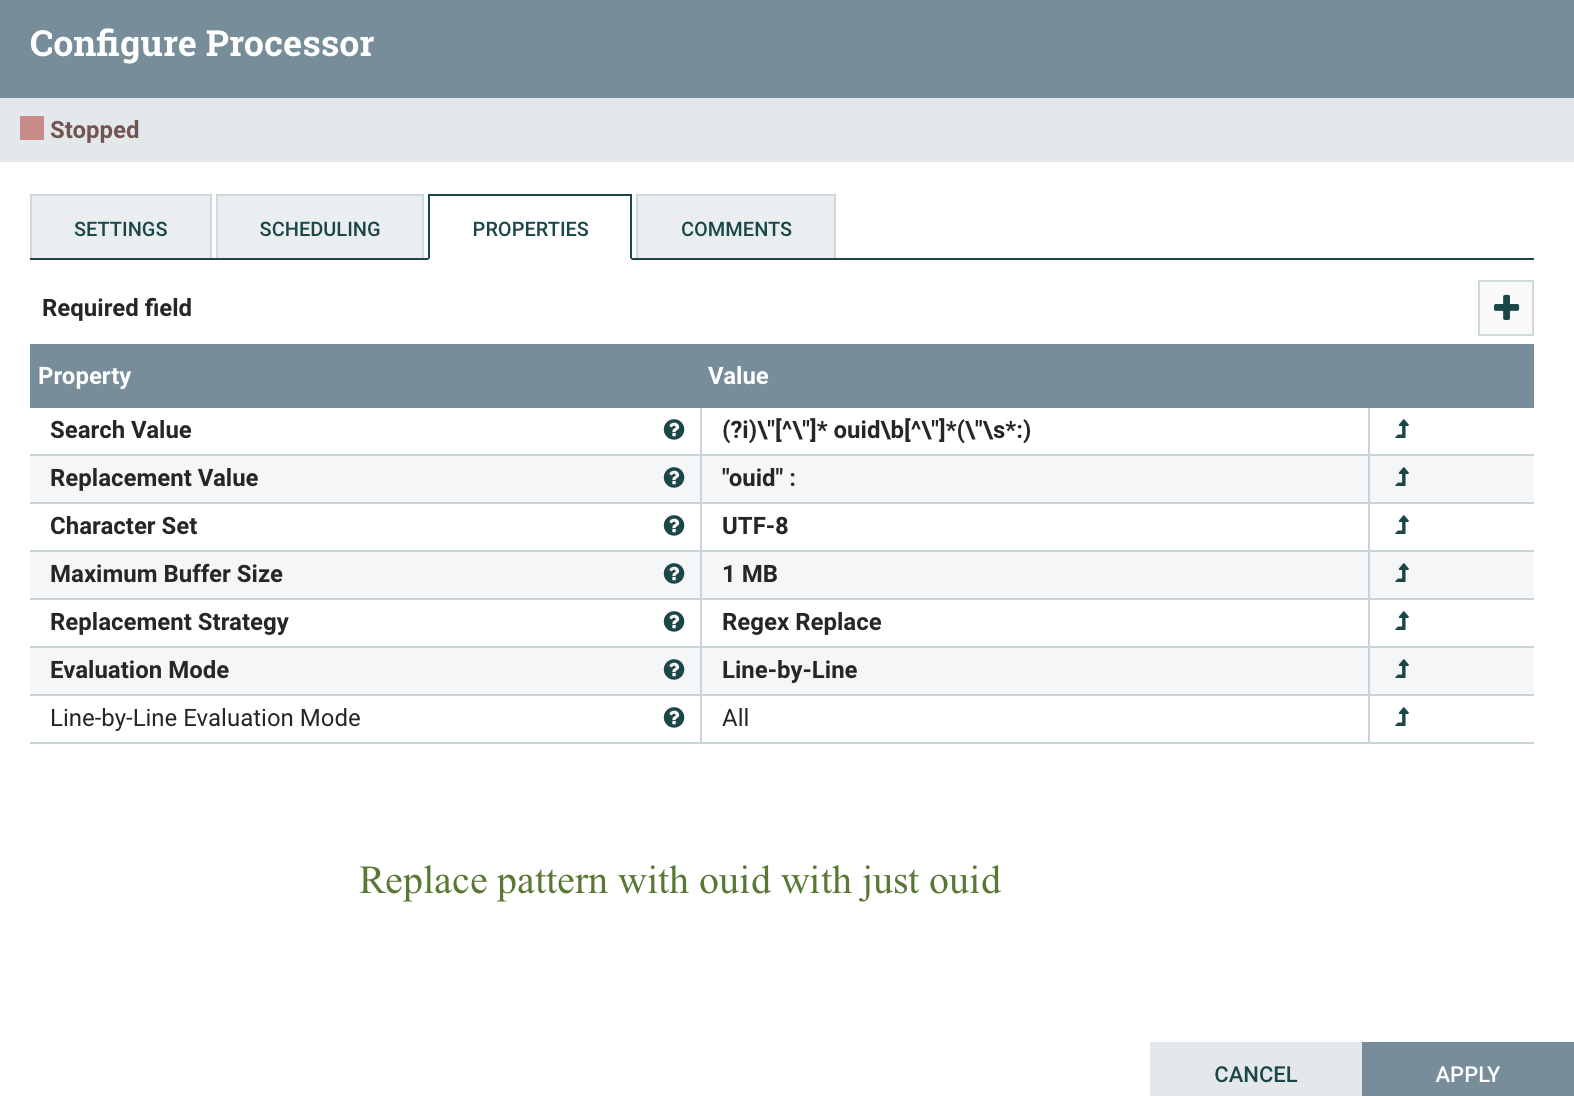 Configure Processor
Stopped
SETTINGS SCHEDULING PROPERTIES COMMENTS
Required field
Property Value
Search Value (?i)\"[^\"]* ouid\b[^\"]*(\"\s*:)
Replacement Value "ouid" :
Character Set UTF-8
Maximum Buffer Size 1 MB
Replacement Strategy Regex Replace
Evaluation Mode Line-by-Line
Line-by-Line Evaluation Mode All
Replace pattern with ouid with just ouid
CANCEL APPLY